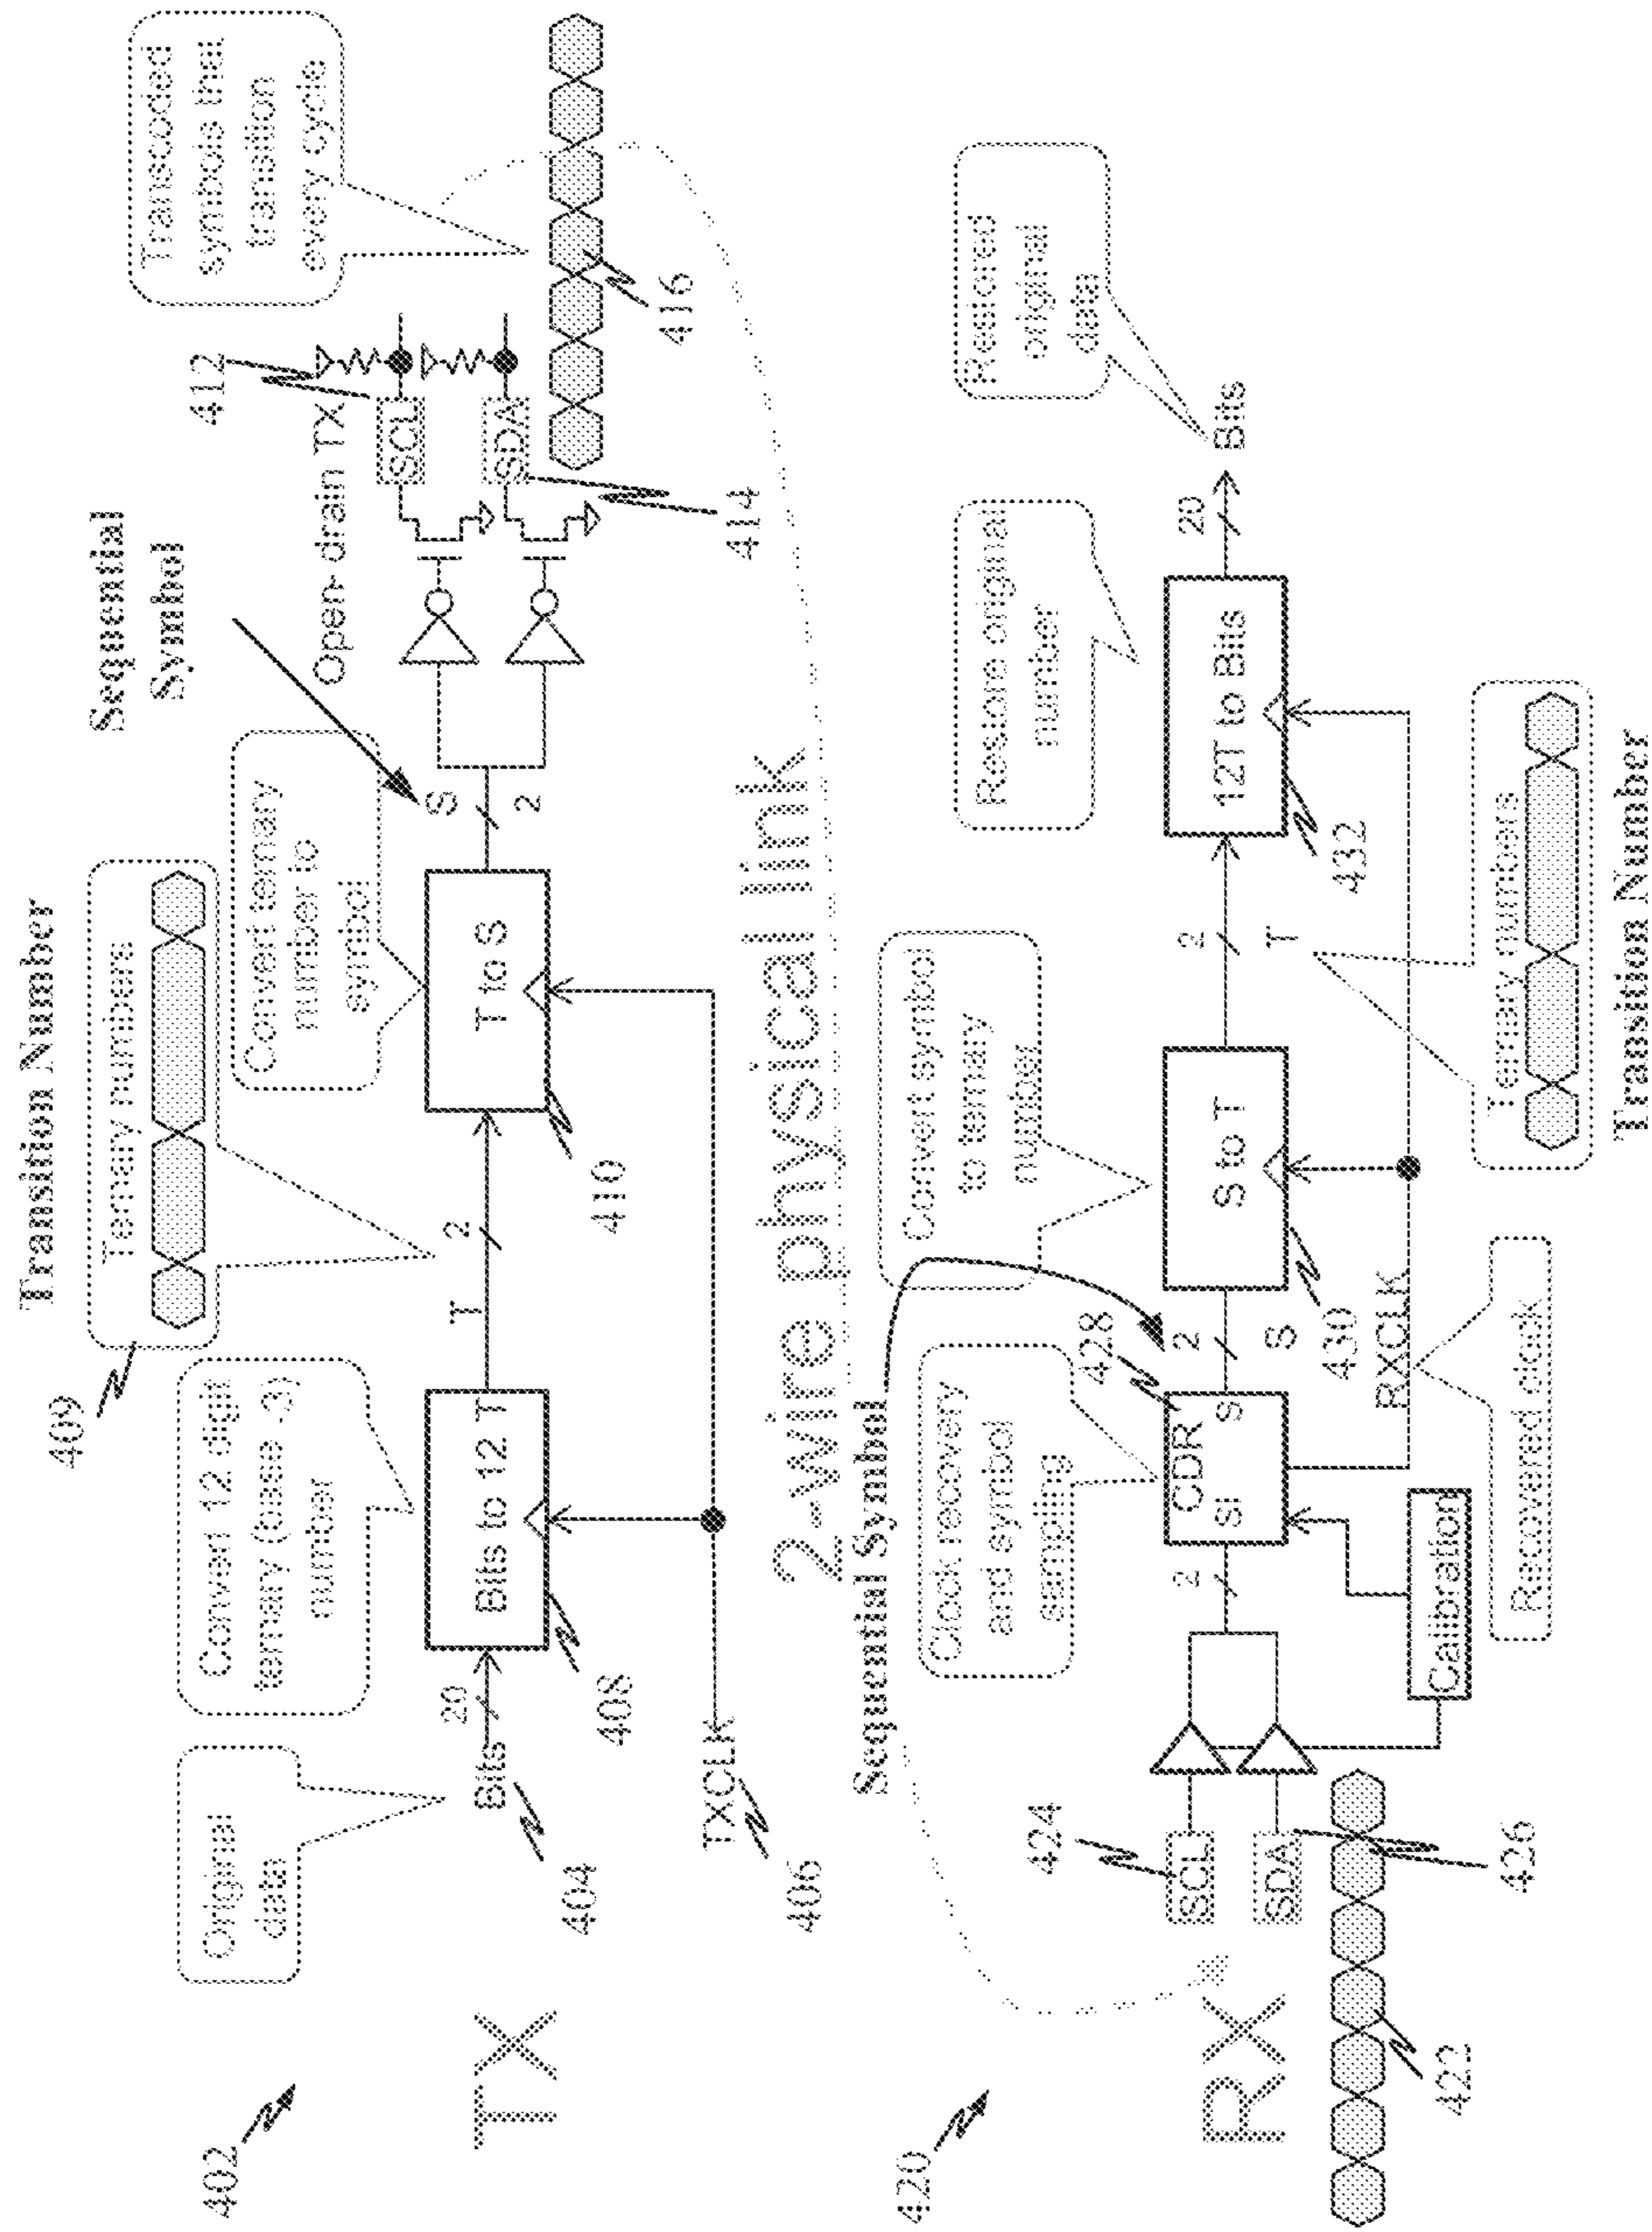 402
TX
Original
data
Bits
404
20
TXCLK
406
Convert 12 digit
ternary (base -3)
number
Bits to 12 T
408
409
Transition Number
Ternary numbers
T
2
Convert ternary
number to
symbol
T to S
410
Sequential
Symbol
S
2
Open- drain TX
412
SCL
SDA
414
Transcoded
symbols that
transition
every cycle
416
2-wire physical link
420
RX
422
424
SCL
SDA
426
2
Sequential Symbol
Clock recovery
and symbol
sampling
CDR
SI
S
428
Calibration
2
S
RXCLK
Recovered clock
Convert symbol
to ternary
number
S to T
430
2
T
Ternary numbers
Transition Number
Restore original
number
12T to Bits
432
20
Bits
Restored
original
data